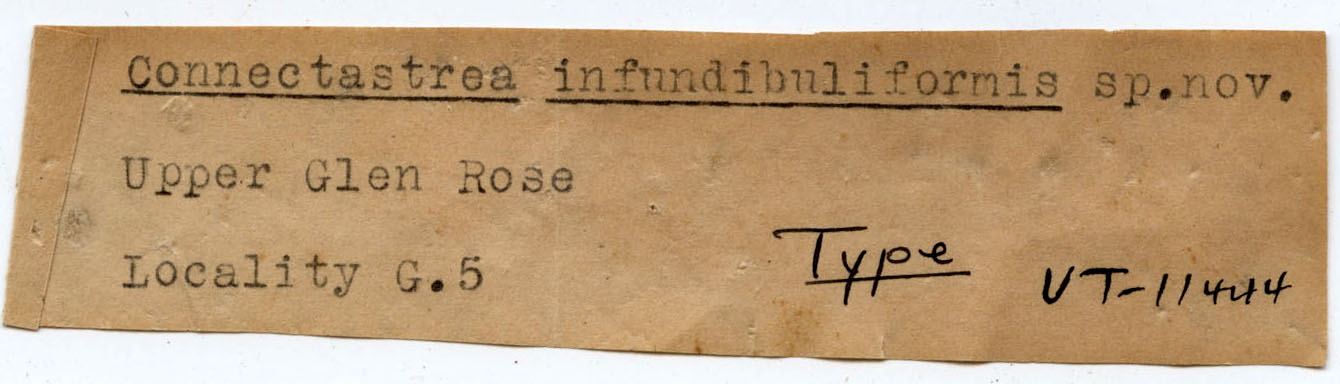 Connectastrea infundibuliformis sp.nov.
Upper Glen Rose
Locality G.5
Type
UT-11444